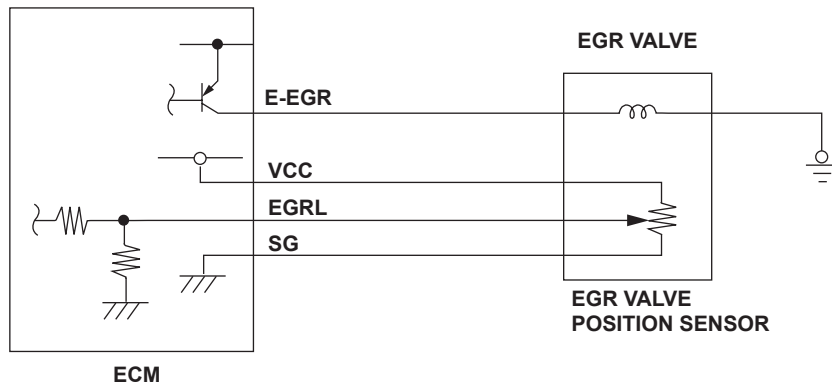 EGR VALVE
E-EGR
VCC
EGRL
SG
EGR VALVE
POSITION SENSOR
ECM